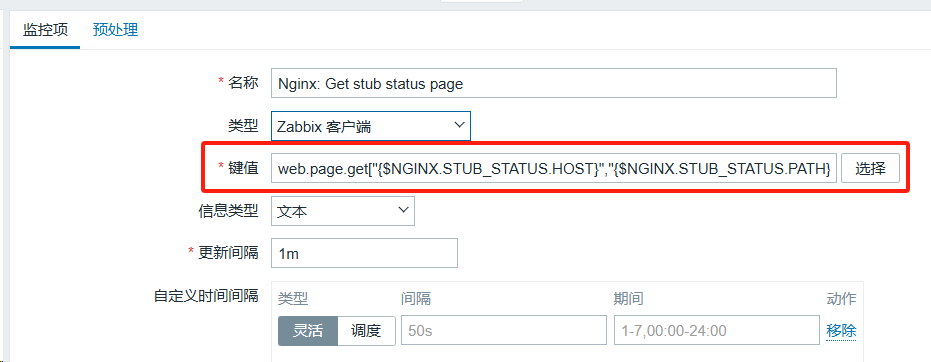 监控项 预处理
* 名称 Nginx: Get stub status page
类型 Zabbix 客户端
* 键值 web.page.get["{$NGINX.STUB_STATUS.HOST}","{$NGINX.STUB_STATUS.PATH} 选择
信息类型 文本
* 更新间隔 1m
自定义时间间隔 类型 间隔 期间 动作
灵活 调度 50s 1-7,00:00-24:00 移除